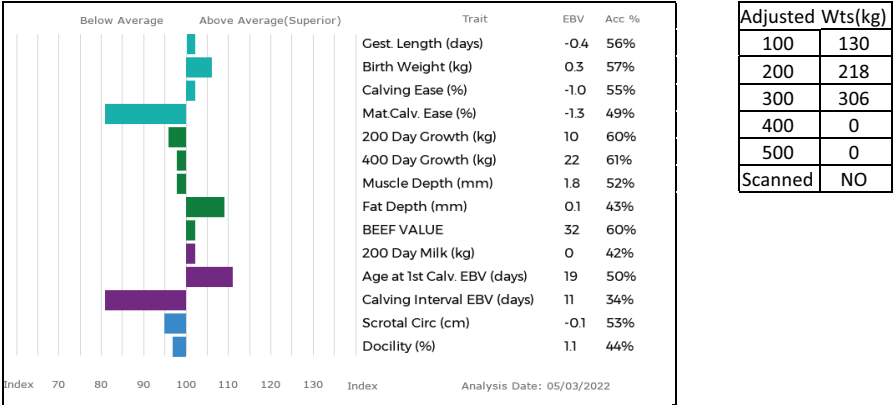 Below Average Above Average(Superior) Trait EBV Acc %
Gest. Length (days) -0.4 56%
Birth Weight (kg) 0.3 57%
Calving Ease (%) -1.0 55%
Mat.Calv. Ease (%) -1.3 49%
200 Day Growth (kg) 10 60%
400 Day Growth (kg) 22 61%
Muscle Depth (mm) 1.8 52%
Fat Depth (mm) 0.1 43%
BEEF VALUE 32 60%
200 Day Milk (kg) 0 42%
Age at 1st Calv. EBV (days) 19 50%
Calving Interval EBV (days) 11 34%
Scrotal Circ (cm) -0.1 53%
Docility (%) 1.1 44%
Index 70 80 90 100 110 120 130 Index Analysis Date: 05/03/2022
Adjusted Wts(kg)
100 130
200 218
300 306
400 0
500 0
Scanned NO